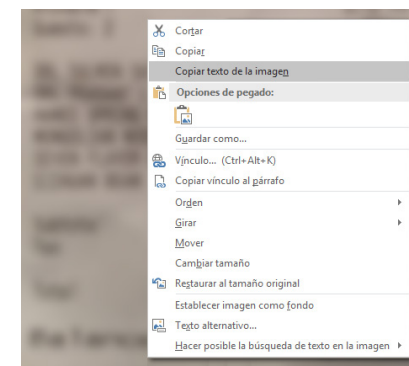 Cortar
Copiar
Copiar texto de la imagen
Opciones de pegado:
Guardar como...
Vínculo... (Ctrl+Alt+K)
Copiar vínculo al párrafo
Orden
Girar
Mover
Cambiar tamaño
Restaurar al tamaño original
Establecer imagen como fondo
Texto alternativo...
Hacer posible la búsqueda de texto en la imagen